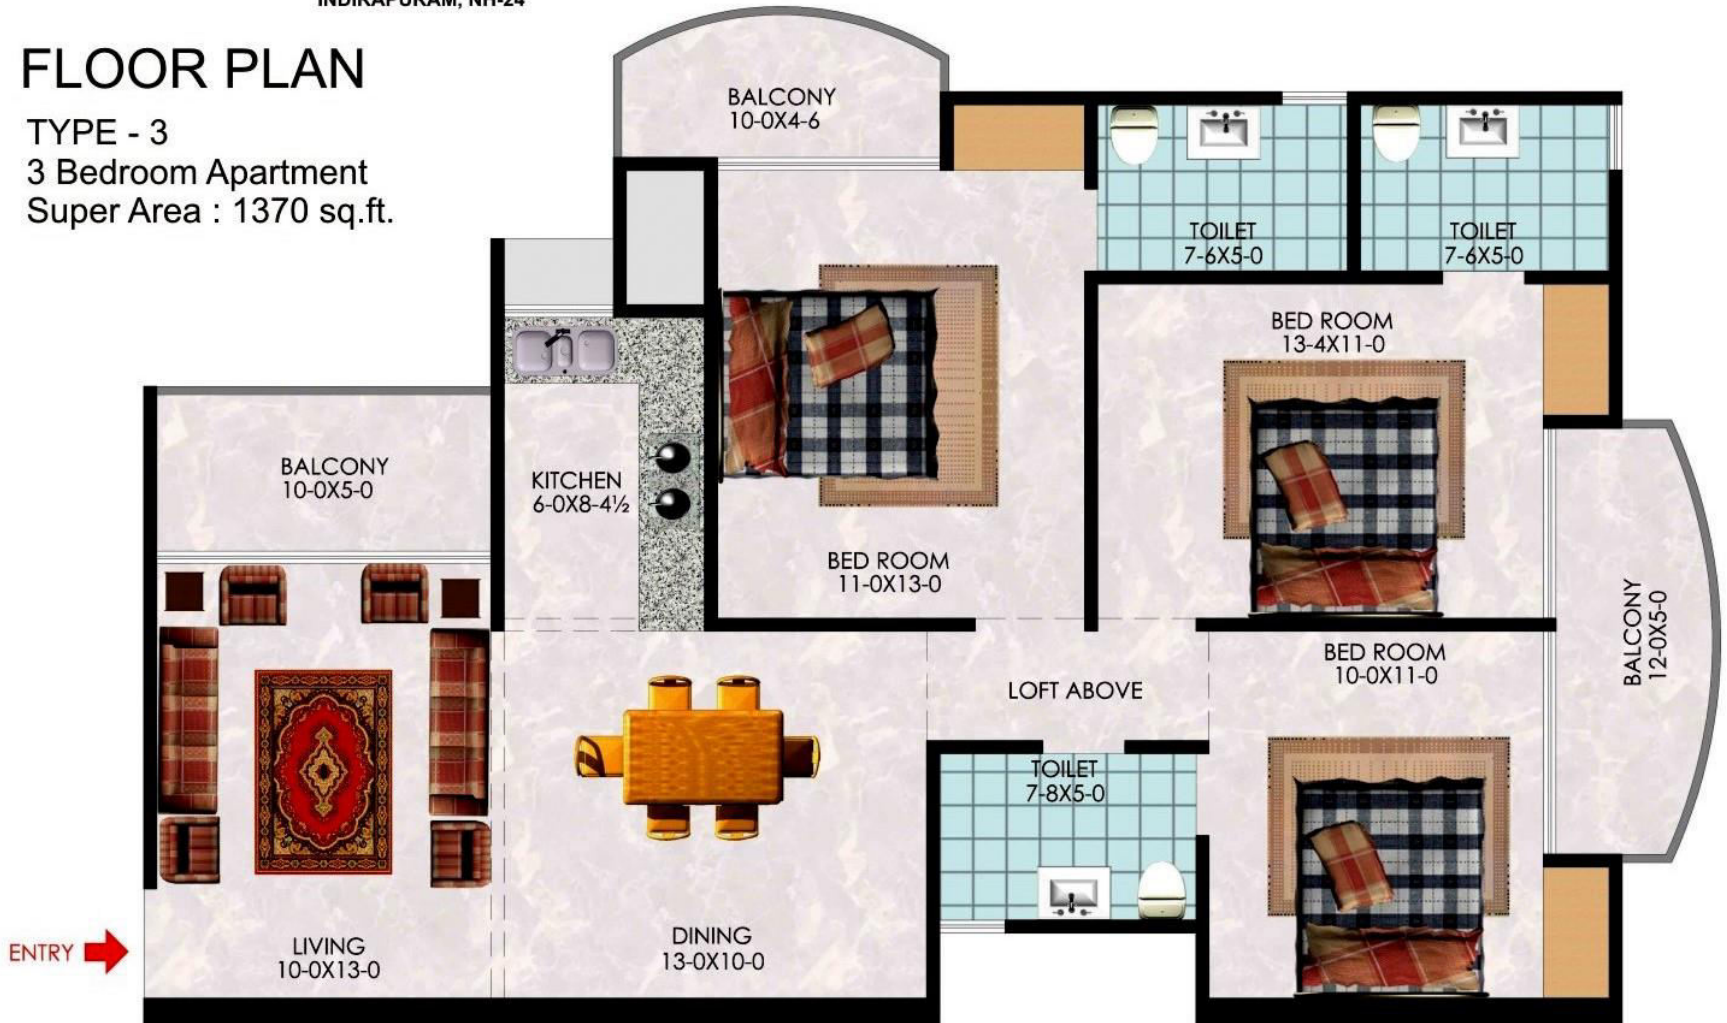 INDIRAPURAM, NH-24
FLOOR PLAN
TYPE - 3
3 Bedroom Apartment
Super Area : 1370 sq.ft.
BALCONY
10-0X4-6
TOILET
7-6X5-0
TOILET
7-6X5-0
BED ROOM
13-4X11-0
BALCONY
10-0X5-0
KITCHEN
6-0X8-4½
BED ROOM
11-0X13-0
BALCONY
12-0X5-0
BED ROOM
10-0X11-0
LOFT ABOVE
TOILET
7-8X5-0
ENTRY
LIVING
10-0X13-0
DINING
13-0X10-0